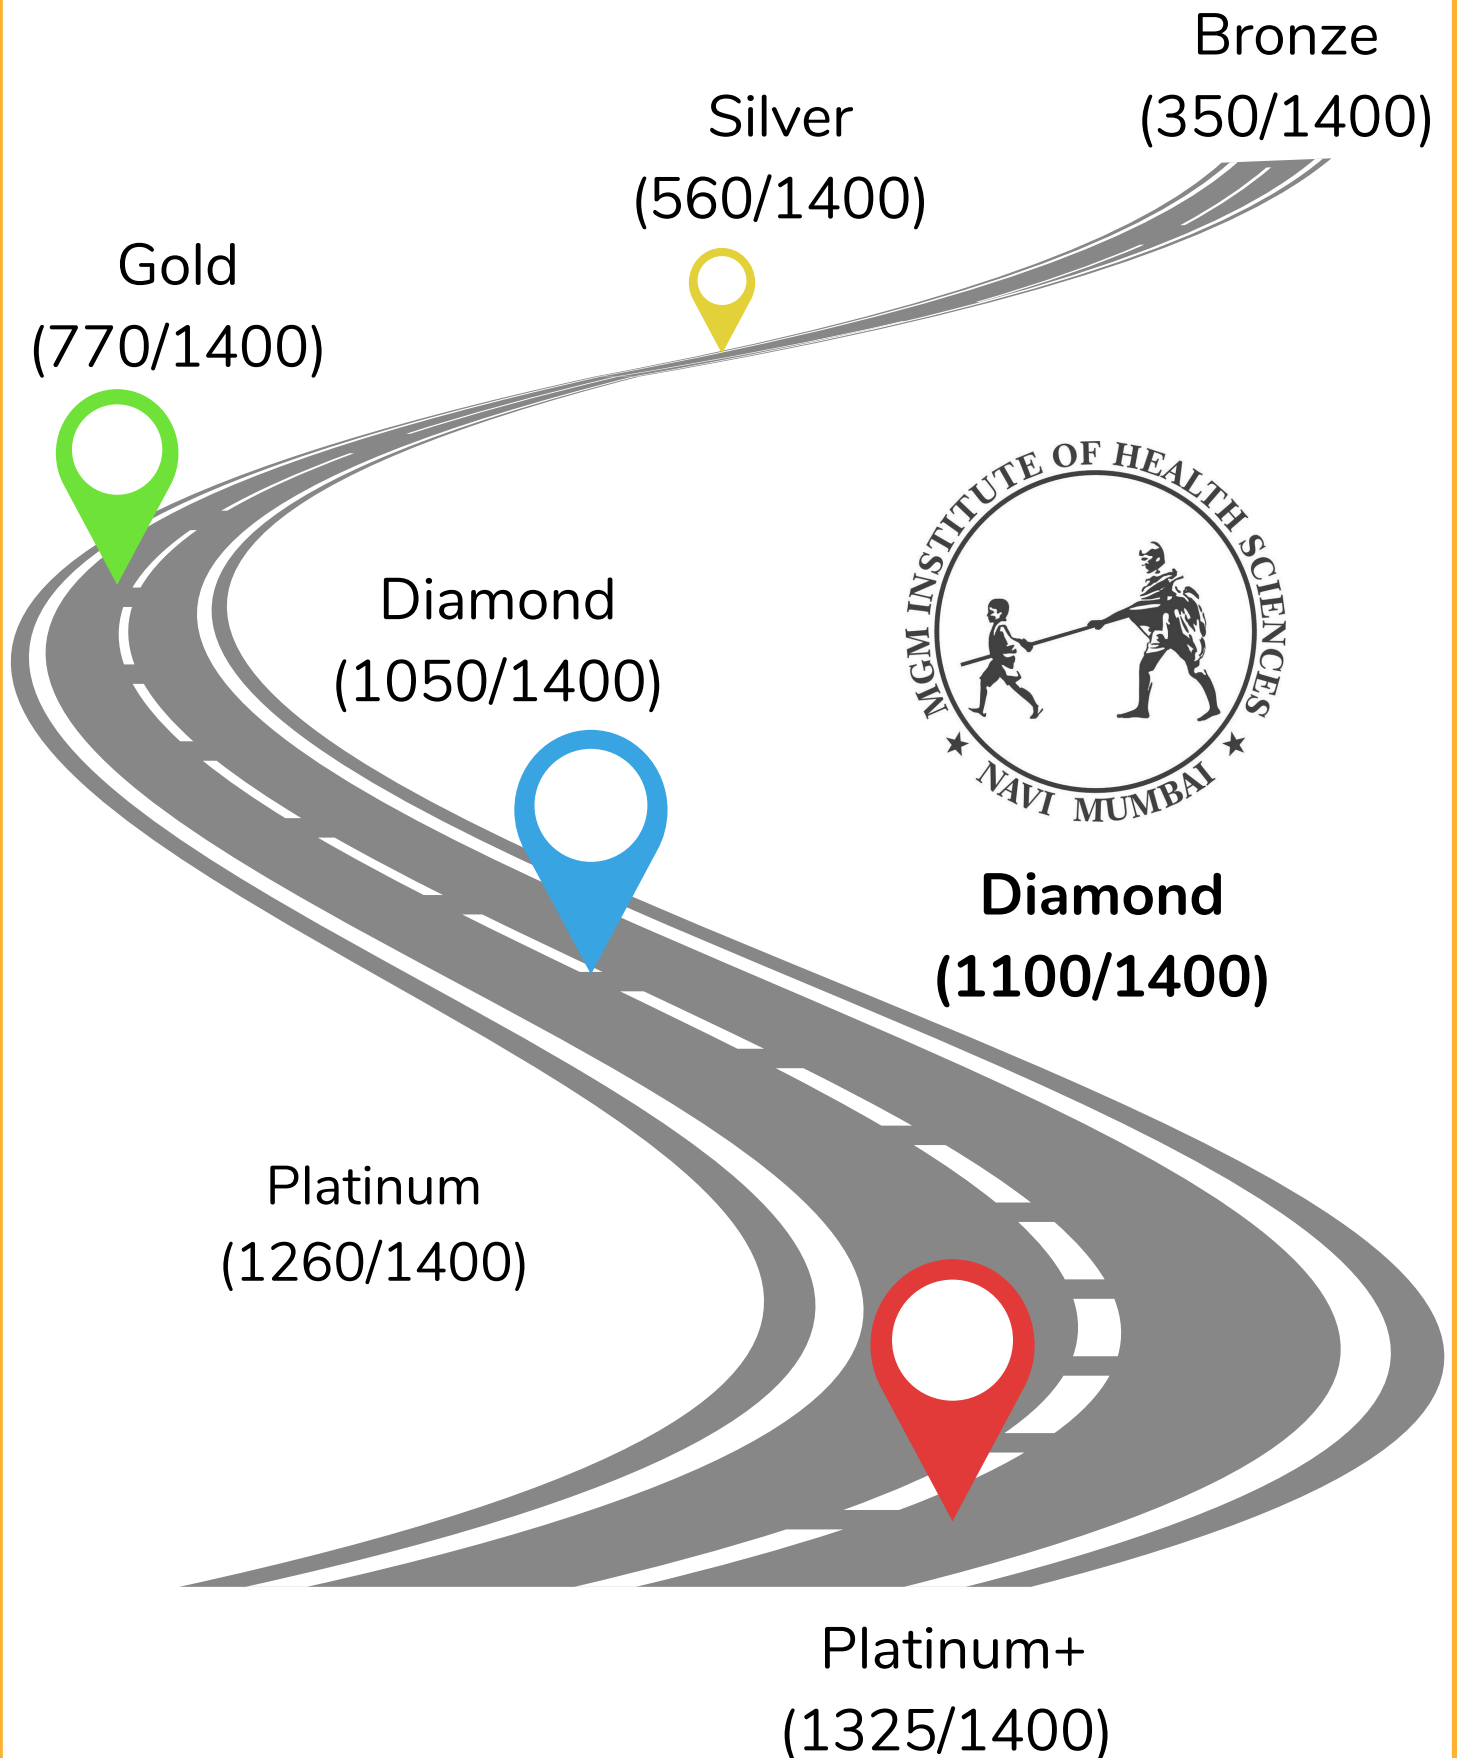 Bronze
(350/1400)
Silver
(560/1400)
Gold
(770/1400)
MGM INSTITUTE OF HEALTH SCIENCES
★ NAVI MUMBAI ★
Diamond
(1050/1400)
Diamond
(1100/1400)
Platinum
(1260/1400)
Platinum+
(1325/1400)